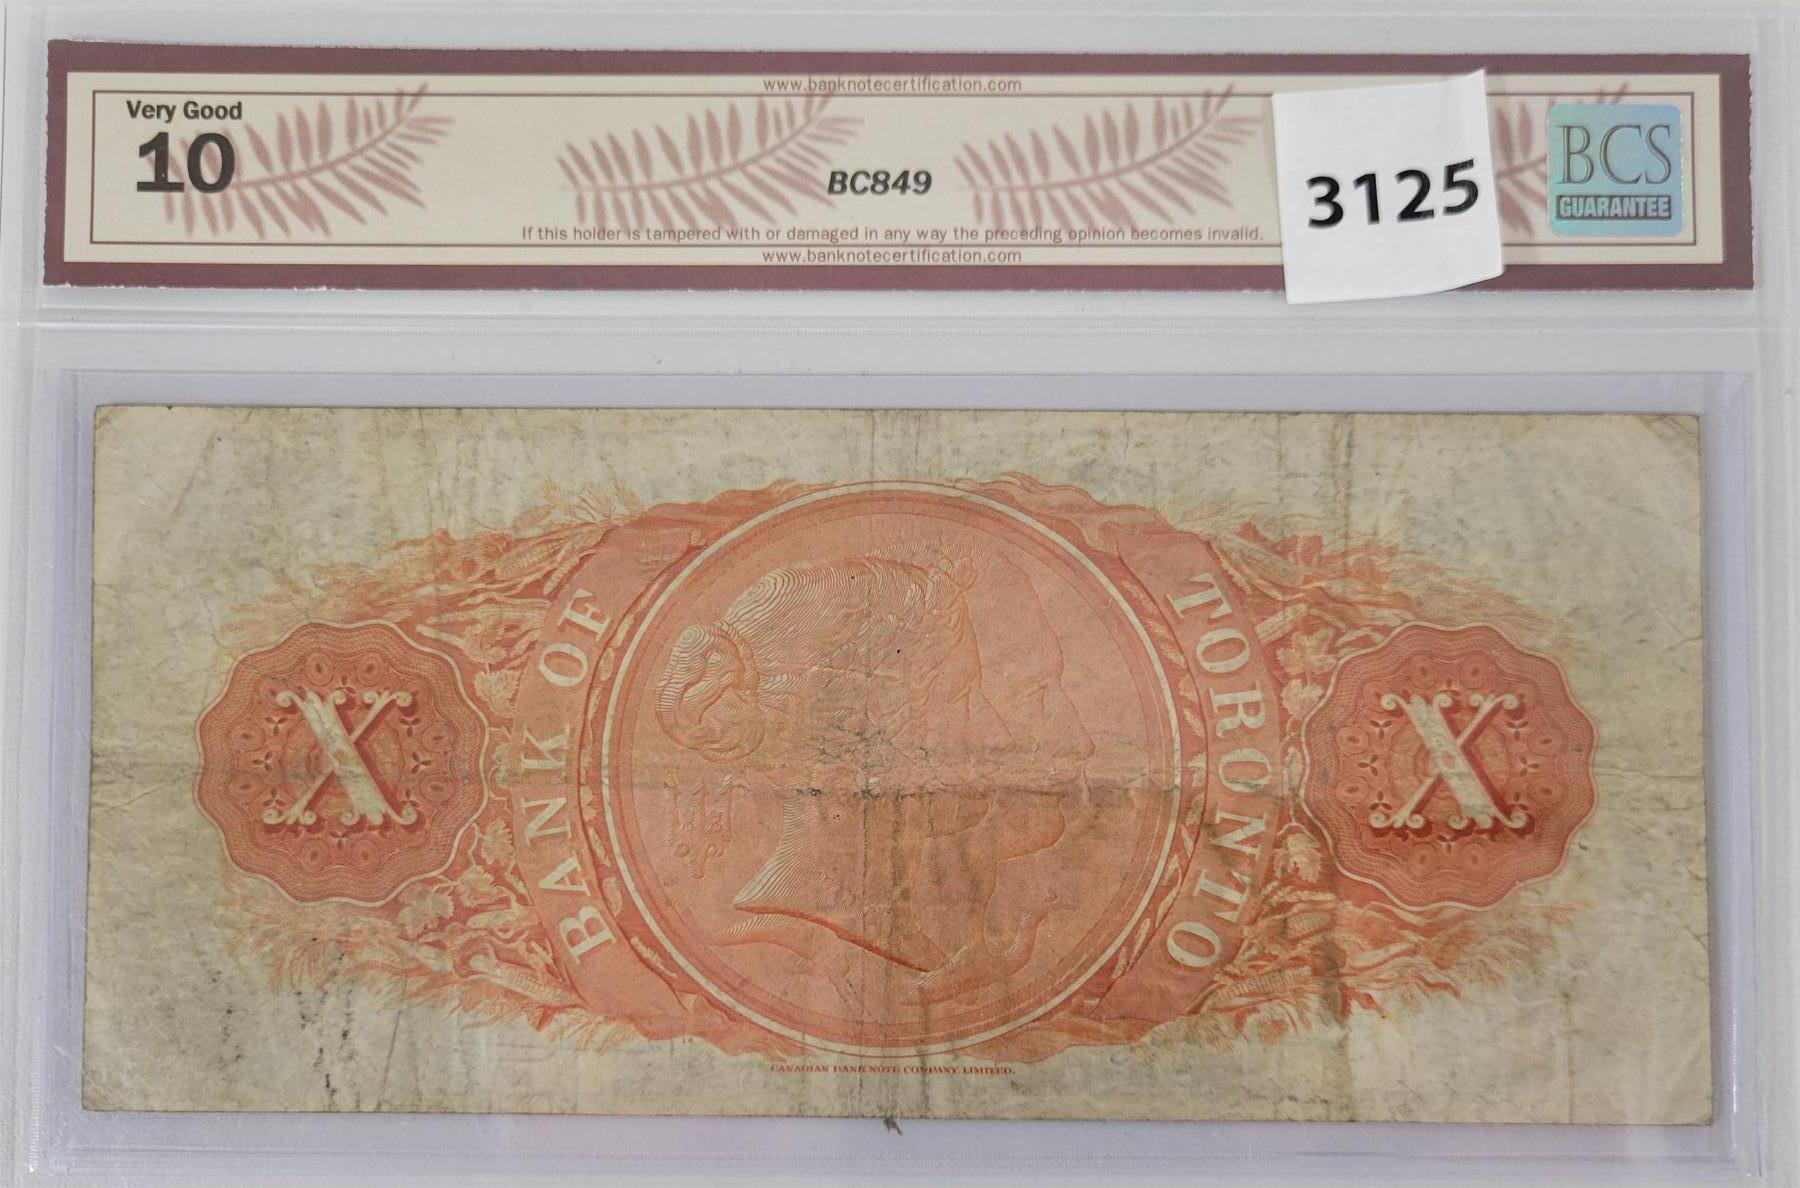 www.banknotecertification.com
Very Good
10
BC849
3125
BCS
GUARANTEE
If this holder is tampered with or damaged in any way the preceding opinion becomes invalid.
www.banknotecertification.com
BANK OF
TORONTO
X
X
CANADIAN BANK NOTE COMPANY, LIMITED.